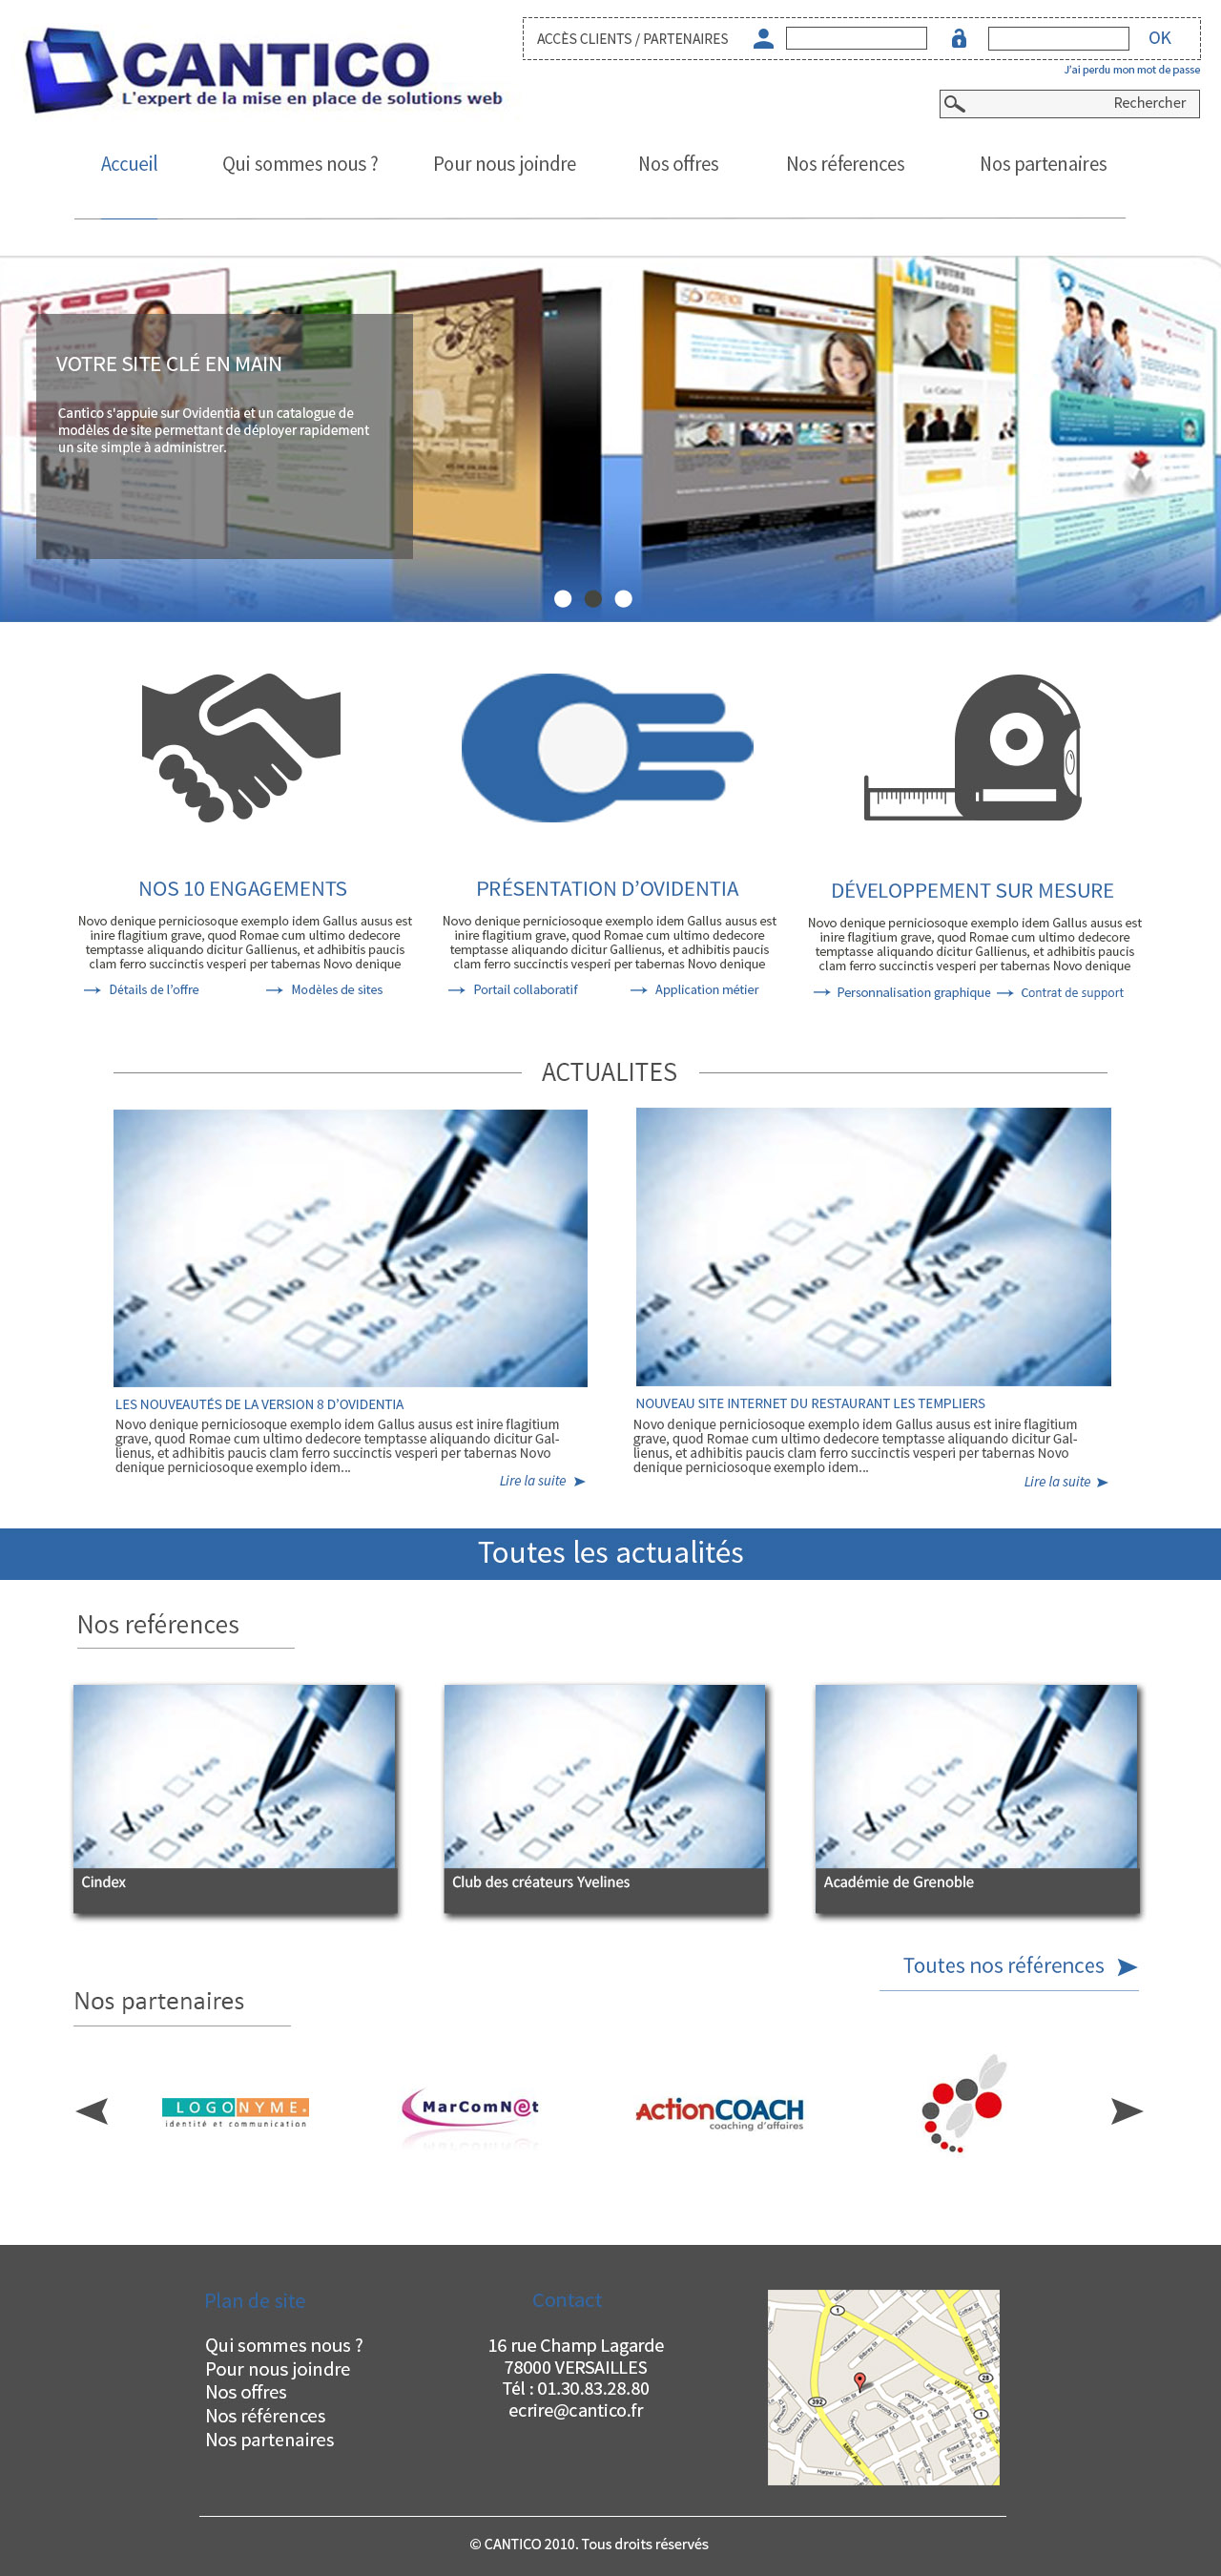 CANTICO
L'expert de la mise en place de solutions web
ACCÈS CLIENTS / PARTENAIRES
OK
J'ai perdu mon mot de passe
Rechercher
Accueil
Qui sommes nous ?
Pour nous joindre
Nos offres
Nos réferences
Nos partenaires
VOTRE SITE CLÉ EN MAIN
Cantico s'appuie sur Ovidentia et un catalogue de
modèles de site permettant de déployer rapidement
un site simple à administrer.
VOTRE NOM
VOTRE
LOGO ICI
Le Cabinet
Welcome
NOS 10 ENGAGEMENTS
Novo denique perniciosoque exemplo idem Gallus ausus est
inire flagitium grave, quod Romae cum ultimo dedecore
temptasse aliquando dicitur Gallienus, et adhibitis paucis
clam ferro succinctis vesperi per tabernas Novo denique
Détails de l'offre
Modèles de sites
PRÉSENTATION D'OVIDENTIA
Novo denique perniciosoque exemplo idem Gallus ausus est
inire flagitium grave, quod Romae cum ultimo dedecore
temptasse aliquando dicitur Gallienus, et adhibitis paucis
clam ferro succinctis vesperi per tabernas Novo denique
Portail collaboratif
Application métier
DÉVELOPPEMENT SUR MESURE
Novo denique perniciosoque exemplo idem Gallus ausus est
inire flagitium grave, quod Romae cum ultimo dedecore
temptasse aliquando dicitur Gallienus, et adhibitis paucis
clam ferro succinctis vesperi per tabernas Novo denique
Personnalisation graphique
Contrat de support
ACTUALITES
LES NOUVEAUTÉS DE LA VERSION 8 D'OVIDENTIA
Novo denique perniciosoque exemplo idem Gallus ausus est inire flagitium
grave, quod Romae cum ultimo dedecore temptasse aliquando dicitur Gal-
lienus, et adhibitis paucis clam ferro succinctis vesperi per tabernas Novo
denique perniciosoque exemplo idem...
Lire la suite
NOUVEAU SITE INTERNET DU RESTAURANT LES TEMPLIERS
Novo denique perniciosoque exemplo idem Gallus ausus est inire flagitium
grave, quod Romae cum ultimo dedecore temptasse aliquando dicitur Gal-
lienus, et adhibitis paucis clam ferro succinctis vesperi per tabernas Novo
denique perniciosoque exemplo idem...
Lire la suite
Toutes les actualités
Nos reférences
Cindex
Club des créateurs Yvelines
Académie de Grenoble
Toutes nos références
Nos partenaires
LOGONYME.
identité et communication
MarComN@t
ActionCOACH
coaching d'affaires
Plan de site
Qui sommes nous ?
Pour nous joindre
Nos offres
Nos références
Nos partenaires
Contact
16 rue Champ Lagarde
78000 VERSAILLES
Tél : 01.30.83.28.80
ecrire@cantico.fr
© CANTICO 2010. Tous droits réservés